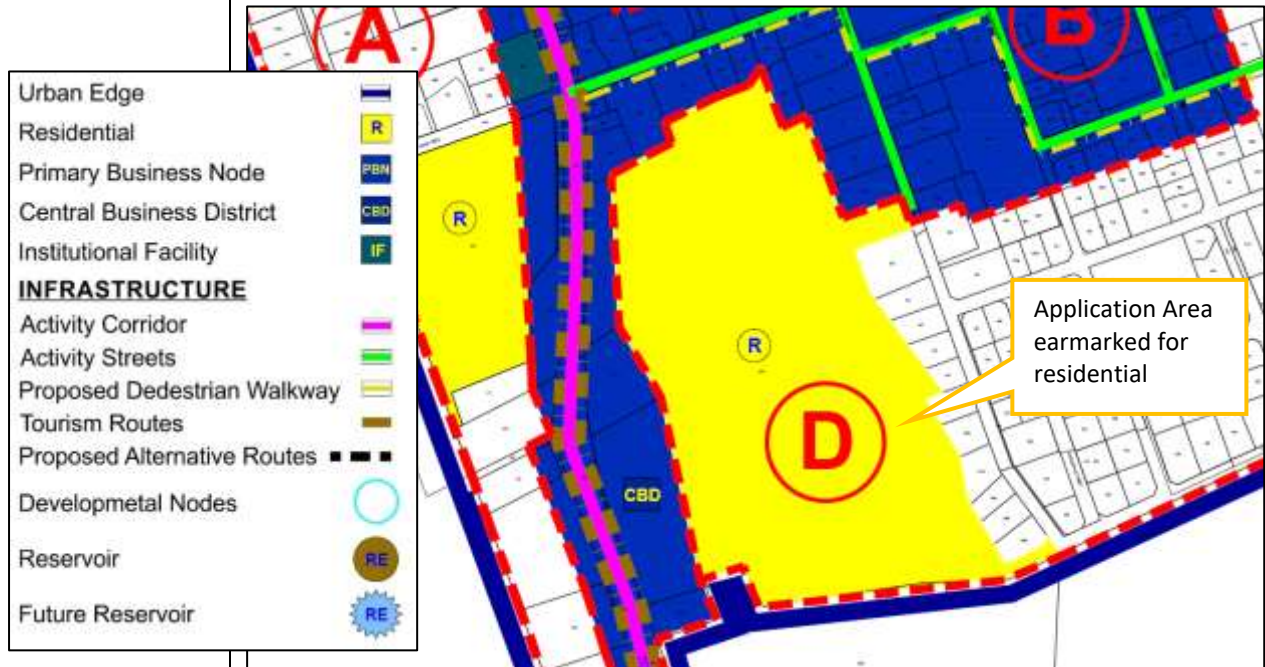 A
B
Urban Edge
Residential R
Primary Business Node PBN
Central Business District CBD
Institutional Facility IF
INFRASTRUCTURE
Activity Corridor
Activity Streets
Proposed Dedestrian Walkway
Tourism Routes
Proposed Alternative Routes
Developmetal Nodes
Reservoir RE
Future Reservoir RE
R
R
D
CBD
Application Area
earmarked for
residential